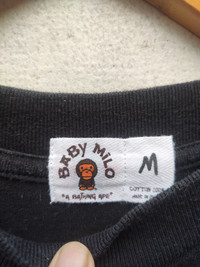 BABY MILO
"A BATHING APE"
M
COTTON 100%